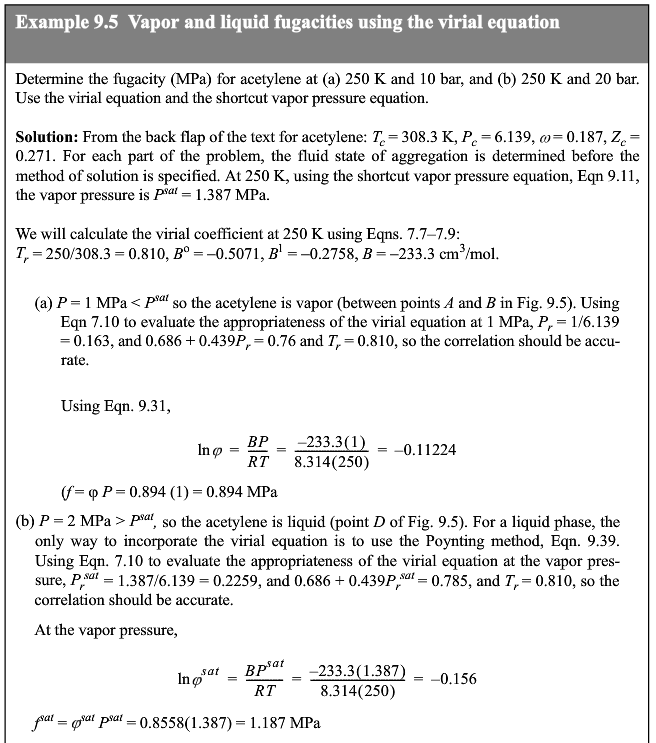 Example 9.5 Vapor and liquid fugacities using the virial equation
Determine the fugacity (MPa) for acetylene at (a) 250 K and 10 bar, and (b) 250 K and 20 bar.
Use the virial equation and the shortcut vapor pressure equation.
Solution: From the back flap of the text for acetylene: T_c = 308.3 K, P_c = 6.139, ω = 0.187, Z_c =
0.271. For each part of the problem, the fluid state of aggregation is determined before the
method of solution is specified. At 250 K, using the shortcut vapor pressure equation, Eqn 9.11,
the vapor pressure is P^sat = 1.387 MPa.
We will calculate the virial coefficient at 250 K using Eqns. 7.7–7.9:
T_r = 250/308.3 = 0.810, B^o = –0.5071, B^1 = –0.2758, B = –233.3 cm^3/mol.
(a) P = 1 MPa < P^sat so the acetylene is vapor (between points A and B in Fig. 9.5). Using
Eqn 7.10 to evaluate the appropriateness of the virial equation at 1 MPa, P_r = 1/6.139
= 0.163, and 0.686 + 0.439P_r = 0.76 and T_r = 0.810, so the correlation should be accu-
rate.
Using Eqn. 9.31,
ln φ = BP/RT = –233.3(1)/8.314(250) = –0.11224
(f = φ P = 0.894 (1) = 0.894 MPa
(b) P = 2 MPa > P^sat, so the acetylene is liquid (point D of Fig. 9.5). For a liquid phase, the
only way to incorporate the virial equation is to use the Poynting method, Eqn. 9.39.
Using Eqn. 7.10 to evaluate the appropriateness of the virial equation at the vapor pres-
sure, P_r^sat = 1.387/6.139 = 0.2259, and 0.686 + 0.439P_r^sat = 0.785, and T_r = 0.810, so the
correlation should be accurate.
At the vapor pressure,
ln φ^sat = BP^sat/RT = –233.3(1.387)/8.314(250) = –0.156
f^sat = φ^sat P^sat = 0.8558(1.387) = 1.187 MPa